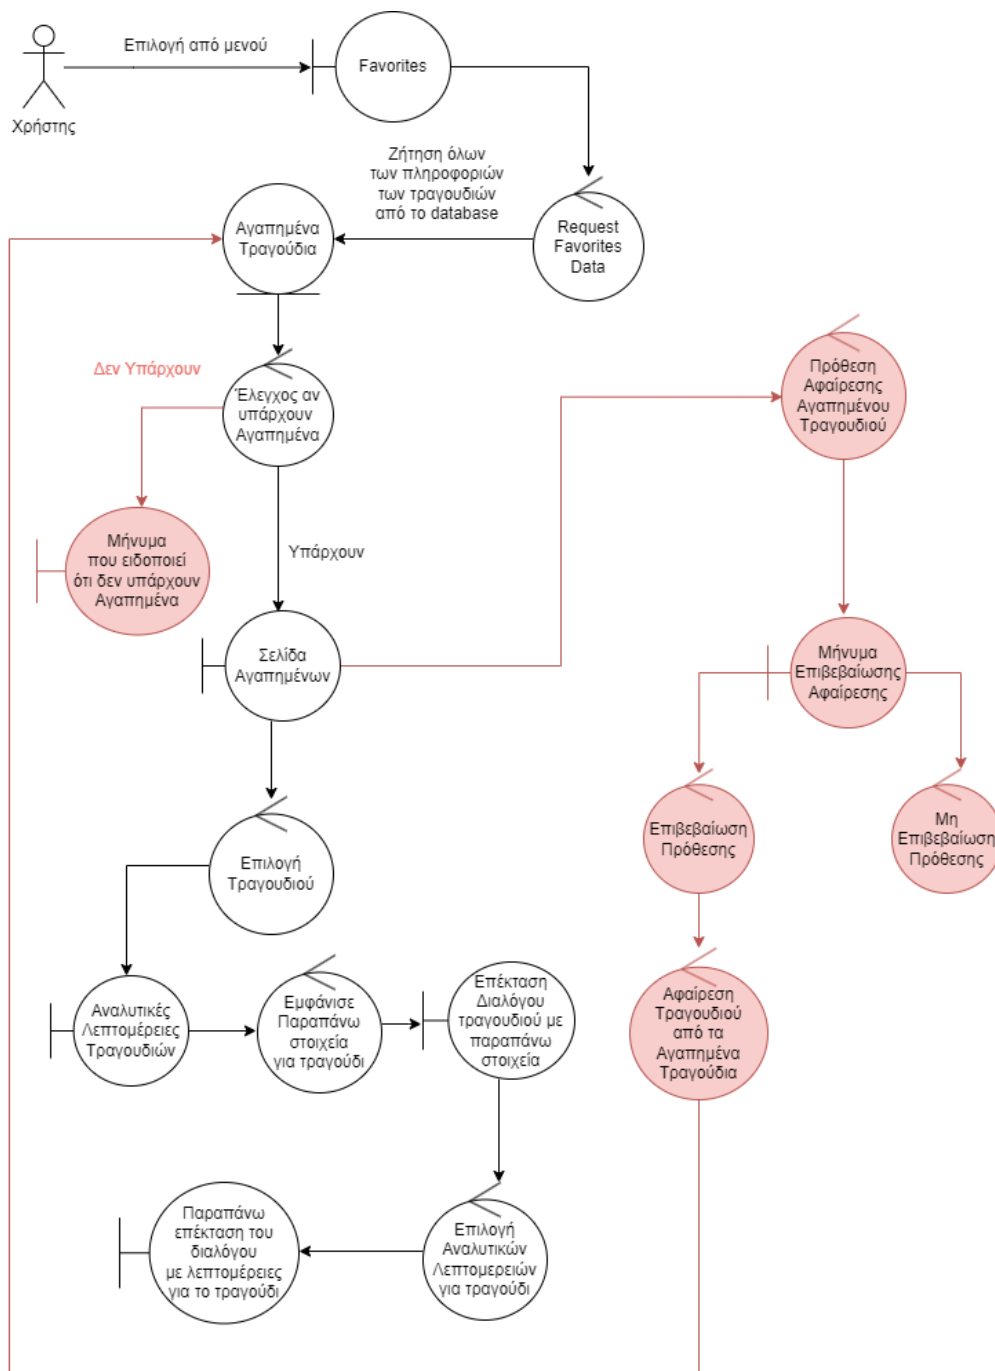 Επιλογή από μενού
Favorites
Χρήστης
Ζήτηση όλων
των πληροφοριών
των τραγουδιών
από το database
Αγαπημένα
Τραγούδια
Request
Favorites
Data
Δεν Υπάρχουν
Έλεγχος αν
υπάρχουν
Αγαπημένα
Πρόθεση
Αφαίρεσης
Αγαπημένου
Τραγουδιού
Μήνυμα
που ειδοποιεί
ότι δεν υπάρχουν
Αγαπημένα
Υπάρχουν
Σελίδα
Αγαπημένων
Μήνυμα
Επιβεβαίωσης
Αφαίρεσης
Επιβεβαίωση
Πρόθεσης
Μη
Επιβεβαίωση
Πρόθεσης
Επιλογή
Τραγουδιού
Αναλυτικές
Λεπτομέρειες
Τραγουδιών
Εμφάνισε
Παραπάνω
στοιχεία
για τραγούδι
Επέκταση
Διαλόγου
τραγουδιού με
παραπάνω
στοιχεία
Αφαίρεση
Τραγουδιού
από τα
Αγαπημένα
Τραγούδια
Παραπάνω
επέκταση του
διαλόγου
με λεπτομέρειες
για το τραγούδι
Επιλογή
Αναλυτικών
Λεπτομερειών
για τραγούδι